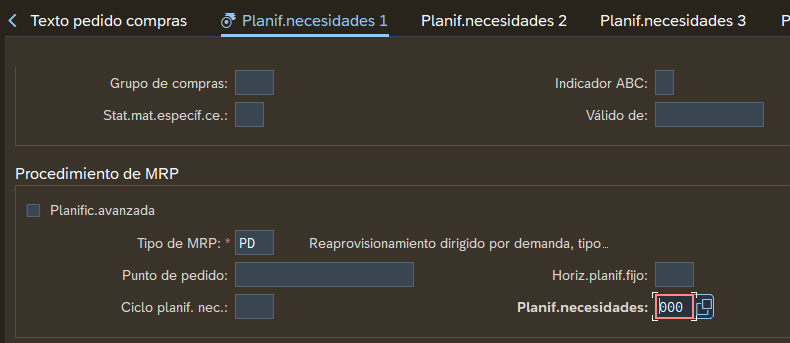 Texto pedido compras Planif.necesidades 1 Planif.necesidades 2 Planif.necesidades 3
Grupo de compras: Indicador ABC:
Stat.mat.específ.ce.: Válido de:
Procedimiento de MRP
Planific.avanzada
Tipo de MRP: * PD Reaprovisionamiento dirigido por demanda, tipo…
Punto de pedido: Horiz.planif.fijo:
Ciclo planif. nec.: Planif.necesidades: 000